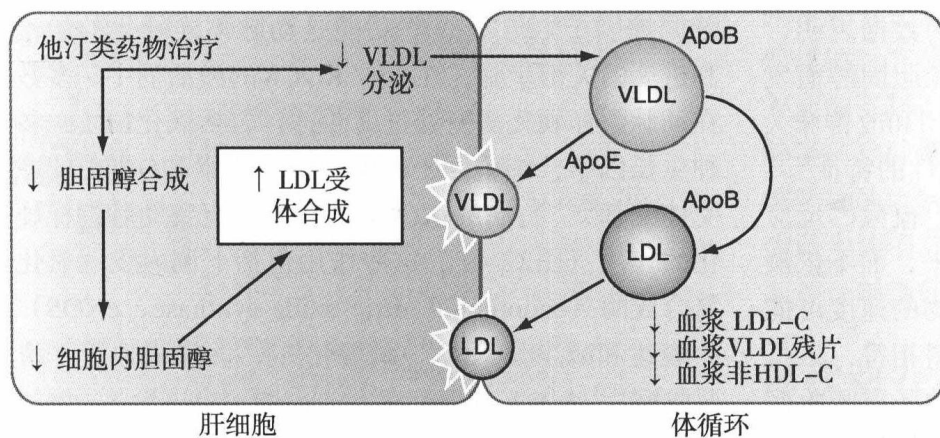 他汀类药物治疗
↓ VLDL
分泌
ApoB
VLDL
ApoE
VLDL
↓ 胆固醇合成
↑ LDL受
体合成
ApoB
LDL
LDL
↓ 细胞内胆固醇
↓ 血浆 LDL-C
↓ 血浆VLDL残片
↓ 血浆非HDL-C
肝细胞
体循环